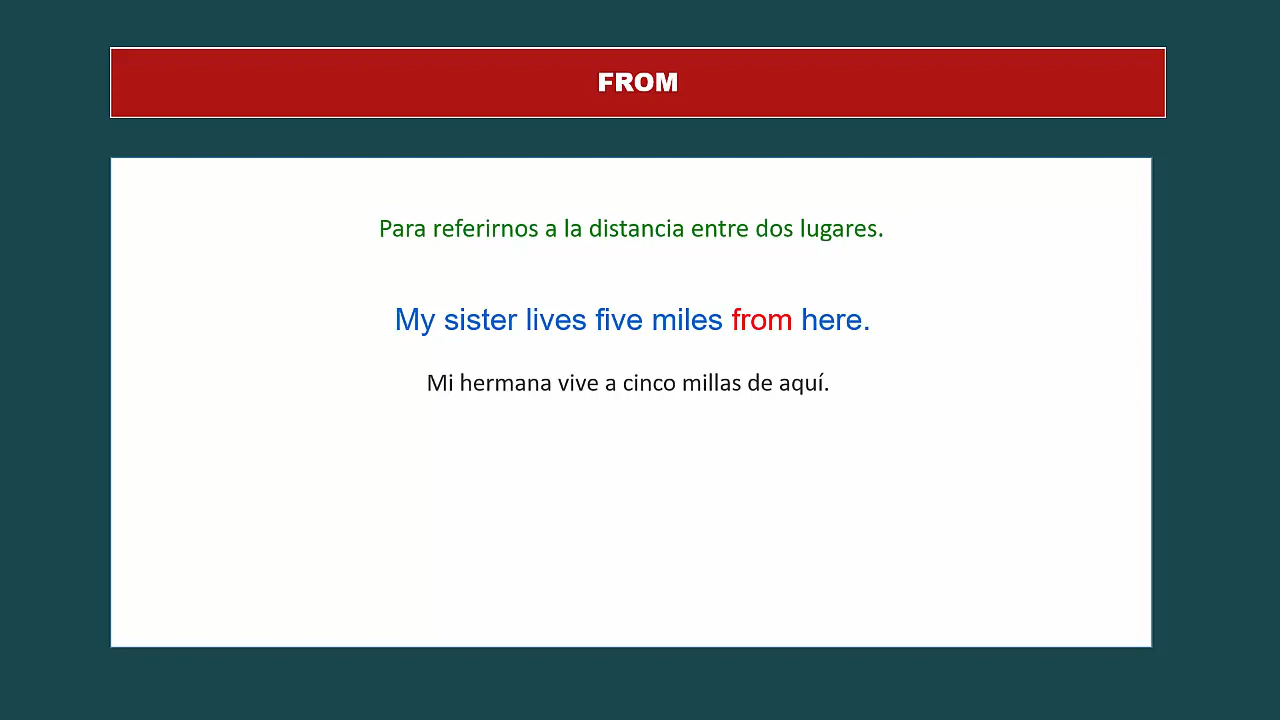 FROM
Para referirnos a la distancia entre dos lugares.
My sister lives five miles from here.
Mi hermana vive a cinco millas de aquí.